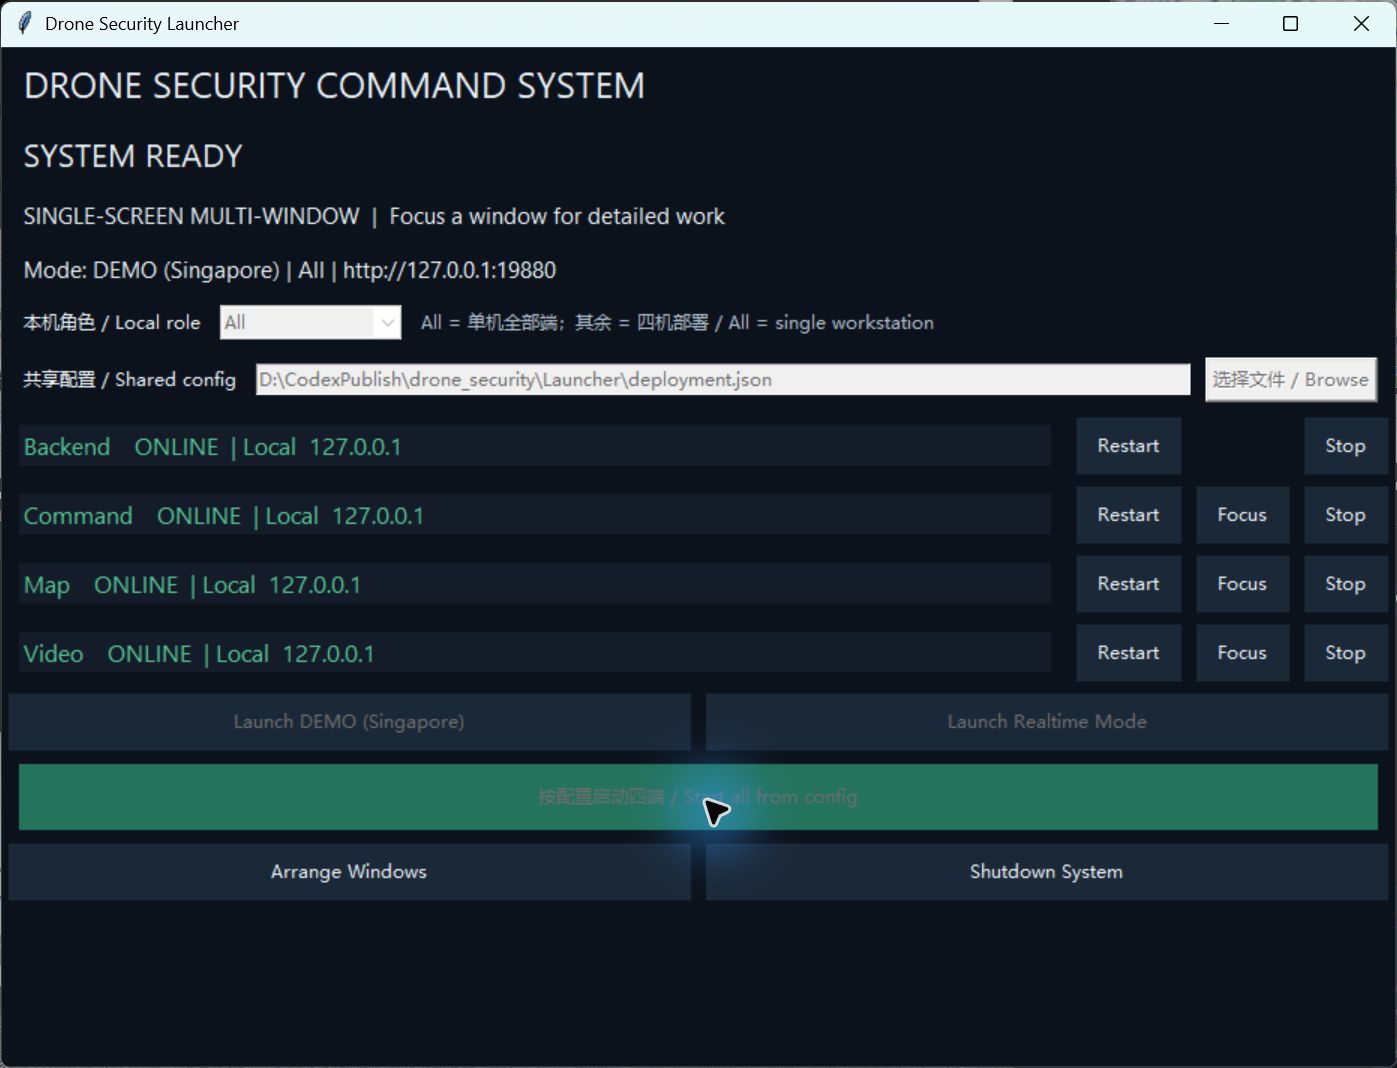 Drone Security Launcher
DRONE SECURITY COMMAND SYSTEM
SYSTEM READY
SINGLE-SCREEN MULTI-WINDOW | Focus a window for detailed work
Mode: DEMO (Singapore) | All | http://127.0.0.1:19880
本机角色 / Local role All All = 单机全部端；其余 = 四机部署 / All = single workstation
共享配置 / Shared config D:\CodexPublish\drone_security\Launcher\deployment.json 选择文件 / Browse
Backend ONLINE | Local 127.0.0.1 Restart Stop
Command ONLINE | Local 127.0.0.1 Restart Focus Stop
Map ONLINE | Local 127.0.0.1 Restart Focus Stop
Video ONLINE | Local 127.0.0.1 Restart Focus Stop
Launch DEMO (Singapore) Launch Realtime Mode
按配置启动四端 / Start all from config
Arrange Windows Shutdown System